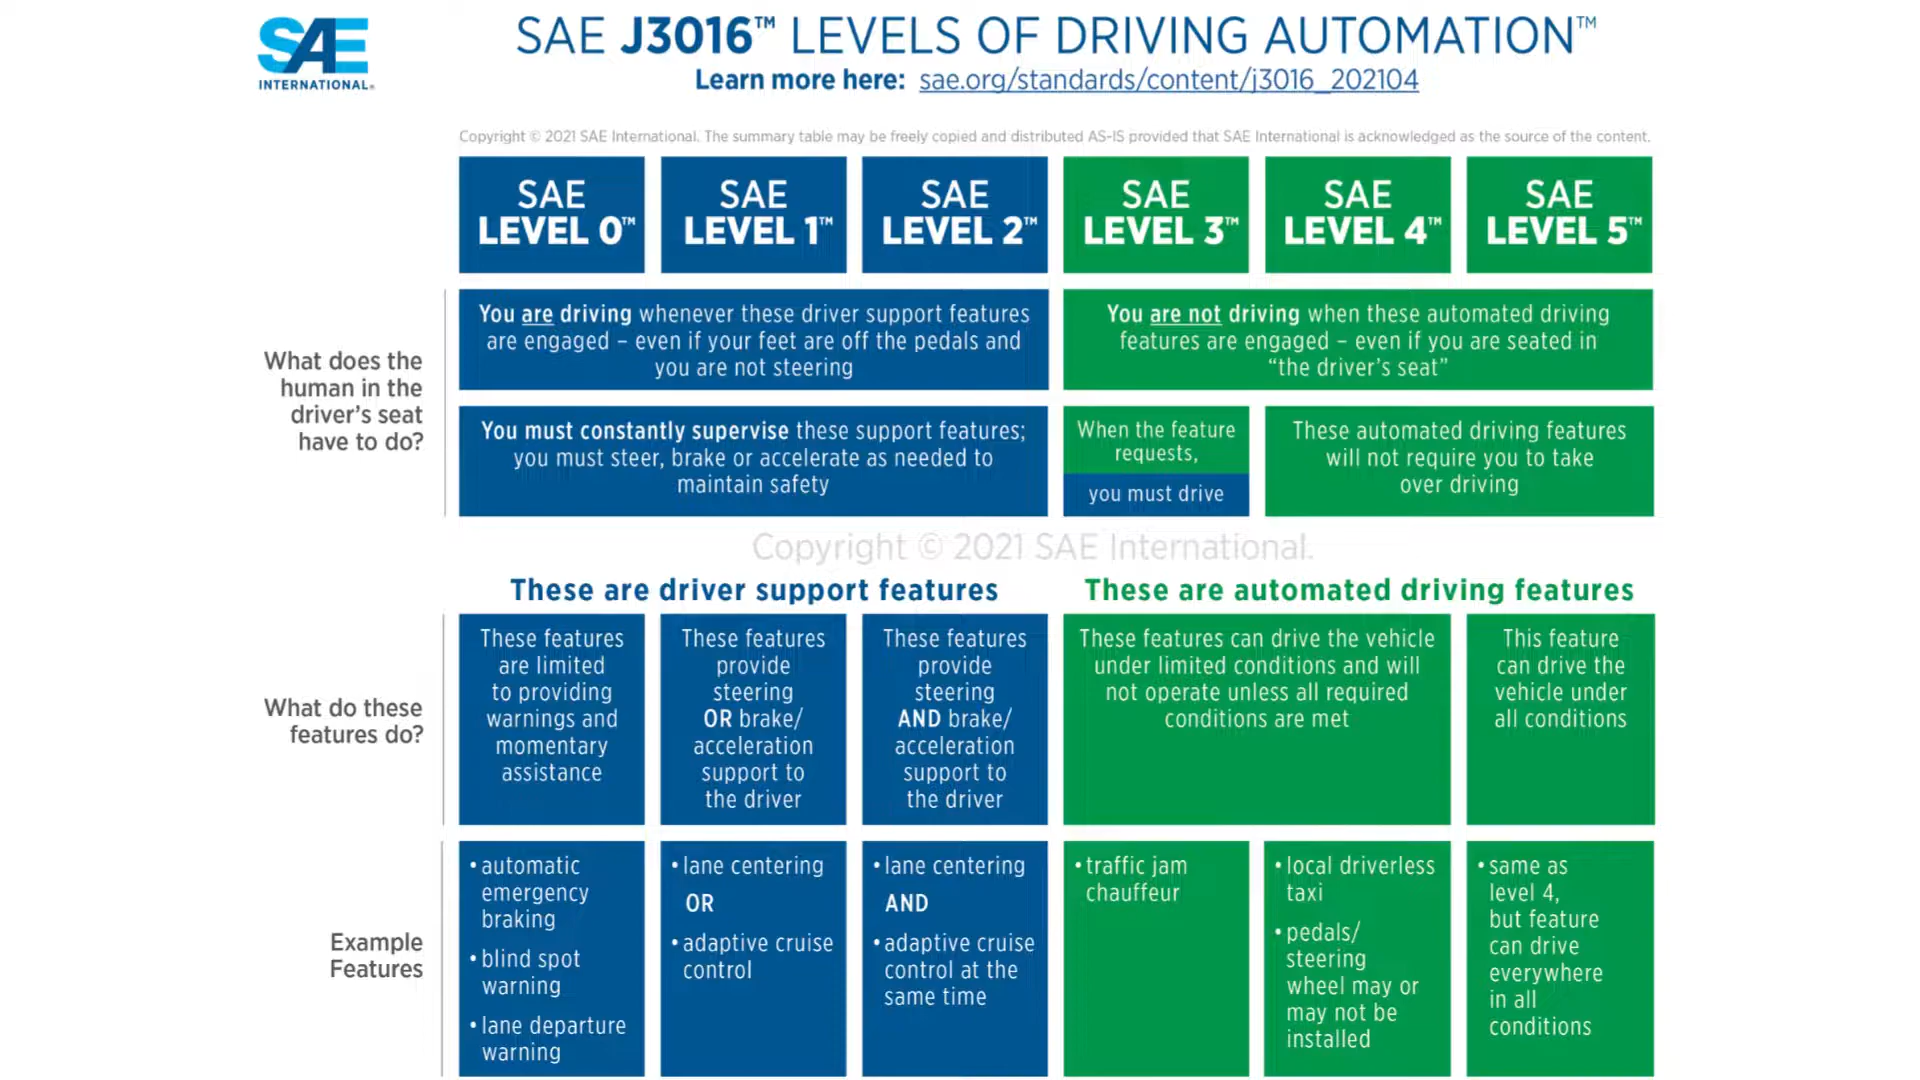 SAE
INTERNATIONAL®
SAE J3016™ LEVELS OF DRIVING AUTOMATION™
Learn more here: sae.org/standards/content/j3016_202104
Copyright © 2021 SAE International. The summary table may be freely copied and distributed AS-IS provided that SAE International is acknowledged as the source of the content.
SAE
LEVEL 0™
SAE
LEVEL 1™
SAE
LEVEL 2™
SAE
LEVEL 3™
SAE
LEVEL 4™
SAE
LEVEL 5™
What does the
human in the
driver’s seat
have to do?
You are driving whenever these driver support features
are engaged – even if your feet are off the pedals and
you are not steering
You are not driving when these automated driving
features are engaged – even if you are seated in
“the driver’s seat”
You must constantly supervise these support features;
you must steer, brake or accelerate as needed to
maintain safety
When the feature
requests,
you must drive
These automated driving features
will not require you to take
over driving
Copyright © 2021 SAE International.
These are driver support features
These are automated driving features
What do these
features do?
These features
are limited
to providing
warnings and
momentary
assistance
These features
provide
steering
OR brake/
acceleration
support to
the driver
These features
provide
steering
AND brake/
acceleration
support to
the driver
These features can drive the vehicle
under limited conditions and will
not operate unless all required
conditions are met
This feature
can drive the
vehicle under
all conditions
Example
Features
• automatic
emergency
braking
• blind spot
warning
• lane departure
warning
• lane centering
OR
• adaptive cruise
control
• lane centering
AND
• adaptive cruise
control at the
same time
• traffic jam
chauffeur
• local driverless
taxi
• pedals/
steering
wheel may or
may not be
installed
• same as
level 4,
but feature
can drive
everywhere
in all
conditions